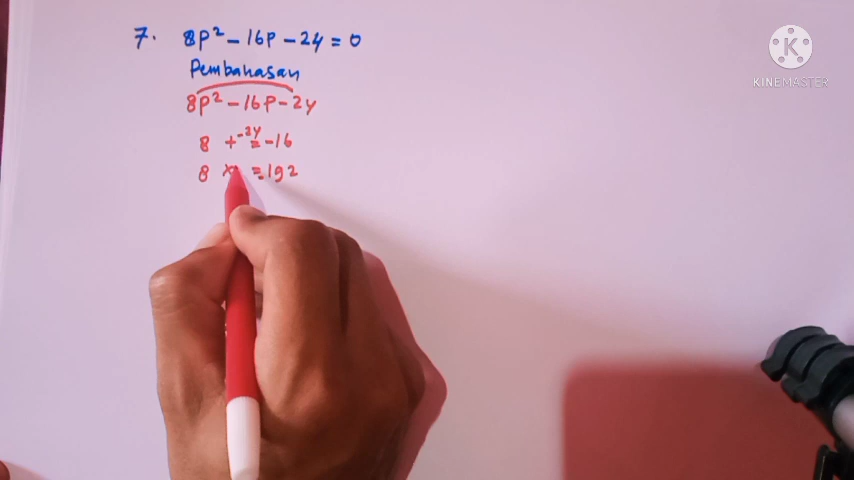 7. 8p² - 16p - 24 = 0
Pembahasan
8p² - 16p - 24
8 + -24 = -16
8 x = 192
KINEMASTER